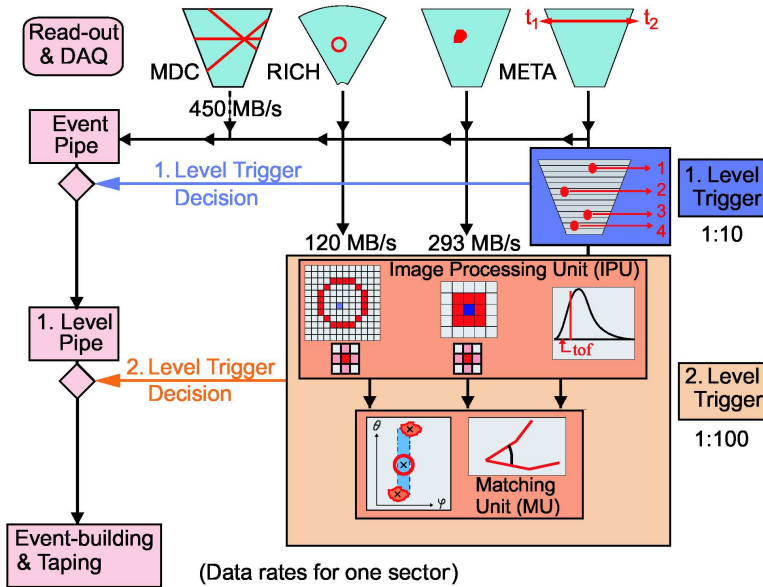 Read-out
& DAQ
MDC
RICH
META
t1
t2
450 MB/s
Event
Pipe
1. Level Trigger
Decision
1
2
3
4
1. Level
Trigger
1:10
120 MB/s
293 MB/s
Image Processing Unit (IPU)
tof
1. Level
Pipe
2. Level Trigger
Decision
2. Level
Trigger
1:100
θ
φ
Matching
Unit (MU)
Event-building
& Taping
(Data rates for one sector)